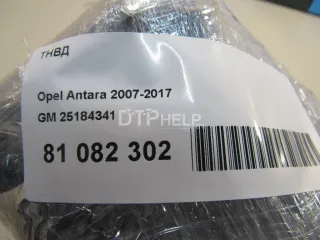 ТНВД
Opel Antara 2007-2017
GM 25184341
DTPHELP
81 082 302